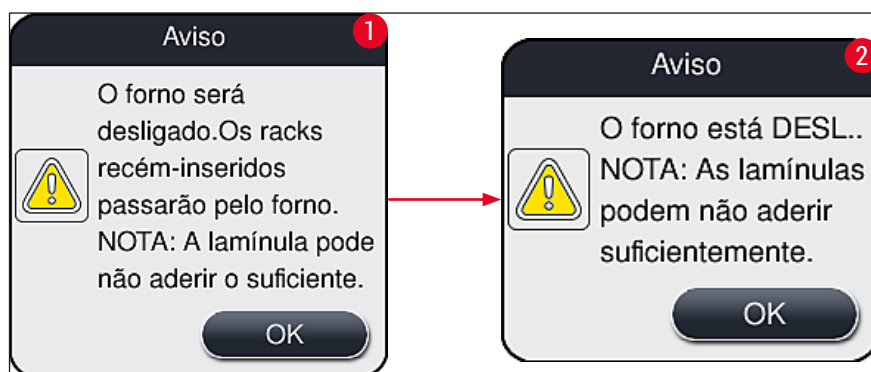 Aviso
1
O forno será
desligado.Os racks
recém-inseridos
passarão pelo forno.
NOTA: A lamínula pode
não aderir o suficiente.
OK
Aviso
2
O forno está DESL..
NOTA: As lamínulas
podem não aderir
suficientemente.
OK